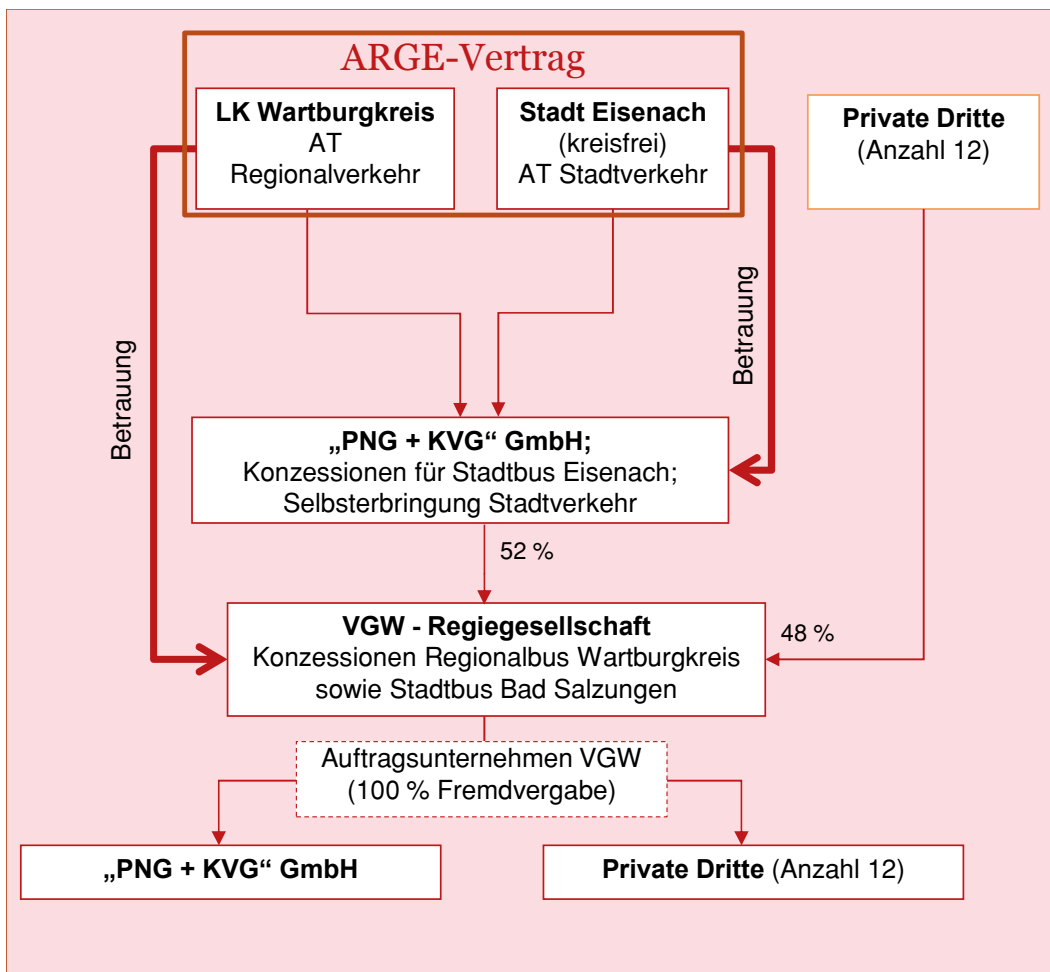 ARGE-Vertrag
LK Wartburgkreis
AT
Regionalverkehr
Stadt Eisenach
(kreisfrei)
AT Stadtverkehr
Private Dritte
(Anzahl 12)
Betrauung
Betrauung
„PNG + KVG“ GmbH;
Konzessionen für Stadtbus Eisenach;
Selbsterbringung Stadtverkehr
52 %
VGW - Regiegesellschaft
Konzessionen Regionalbus Wartburgkreis
sowie Stadtbus Bad Salzungen
48 %
Auftragsunternehmen VGW
(100 % Fremdvergabe)
„PNG + KVG“ GmbH
Private Dritte (Anzahl 12)